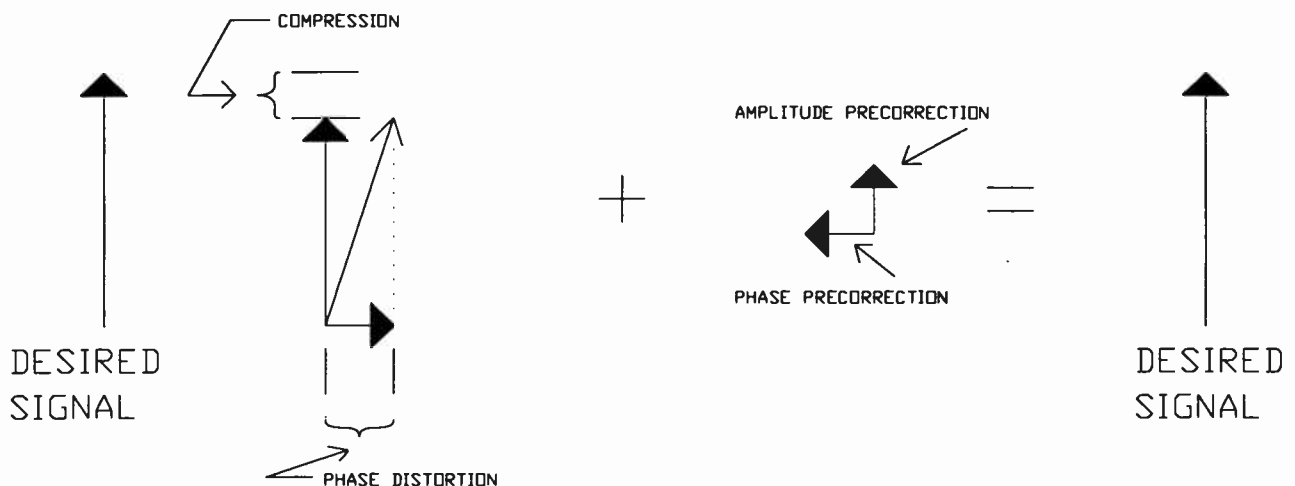 COMPRESSION
AMPLITUDE PRECORRECTION
PHASE PRECORRECTION
DESIRED
SIGNAL
DESIRED
SIGNAL
PHASE DISTORTION